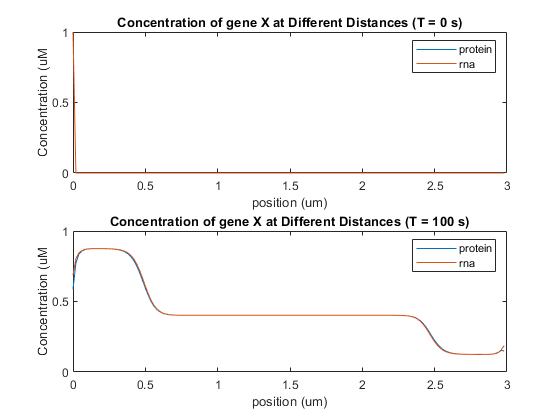 Concentration of gene X at Different Distances (T = 0 s)
1
0.5
0
Concentration (uM
protein
rna
0 0.5 1 1.5 2 2.5 3
position (um)
Concentration of gene X at Different Distances (T = 100 s)
1
0.5
0
Concentration (uM
protein
rna
0 0.5 1 1.5 2 2.5 3
position (um)